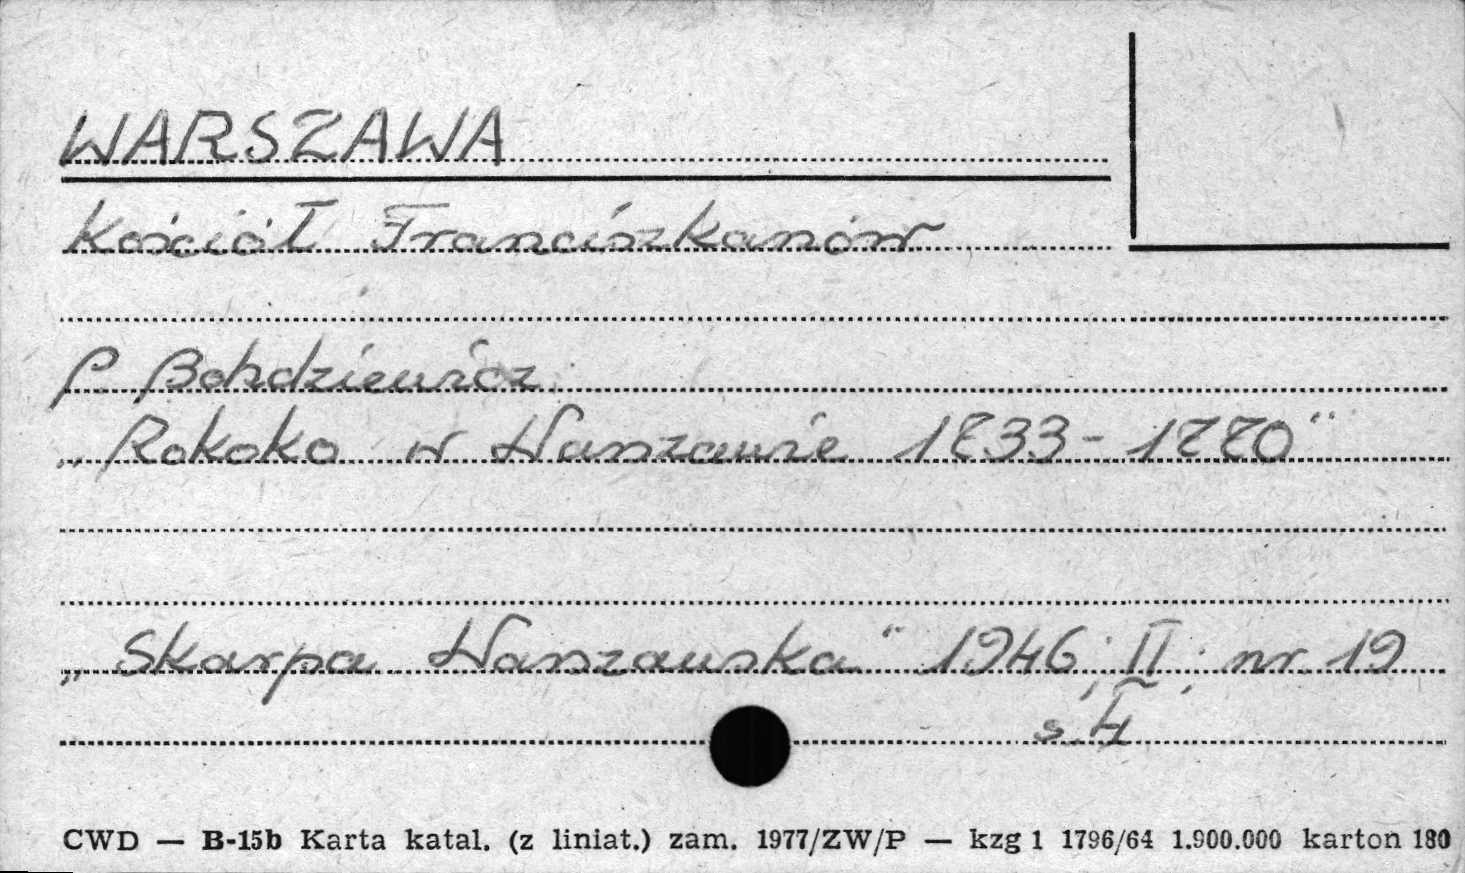 WARSZAWA
Kościół Franciszkanów
P. Bohdziewicz
„Rokoko w Warszawie 1833-1880"
„Skarpa Warszawska" 1946, II, nr 19
s. 4
CWD — B-15b Karta katal. (z liniat.) zam. 1977/ZW/P — kzg 1 1796/64 1.900.000 karton 180